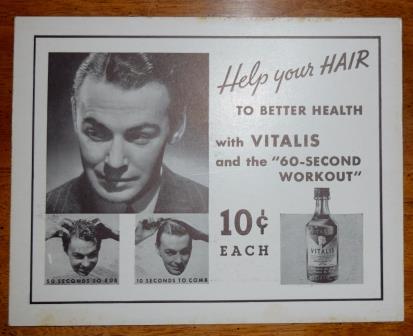 Help your HAIR
TO BETTER HEALTH
with VITALIS
and the "60-SECOND
WORKOUT"
50 SECONDS TO RUB
10 SECONDS TO COMB
10¢
EACH
VITALIS